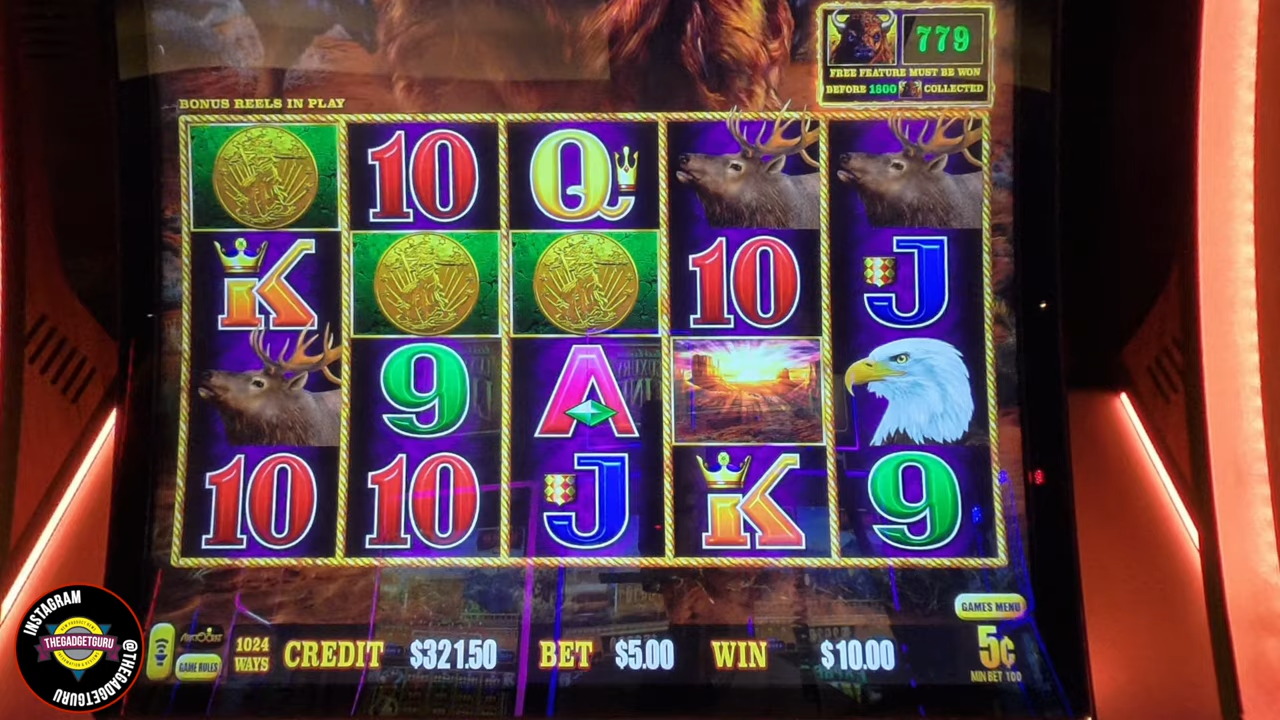 779
FREE FEATURE MUST BE WON
BEFORE 1800 COLLECTED
BONUS REELS IN PLAY
10 Q
K 10 J
9 A
10 10 J K 9
GAMES MENU
1024 WAYS
CREDIT $321.50 BET $5.00 WIN $10.00
5¢
MIN BET 100
GAME RULES
INSTAGRAM
THEGADGETGURU
@THEGADGETGURU